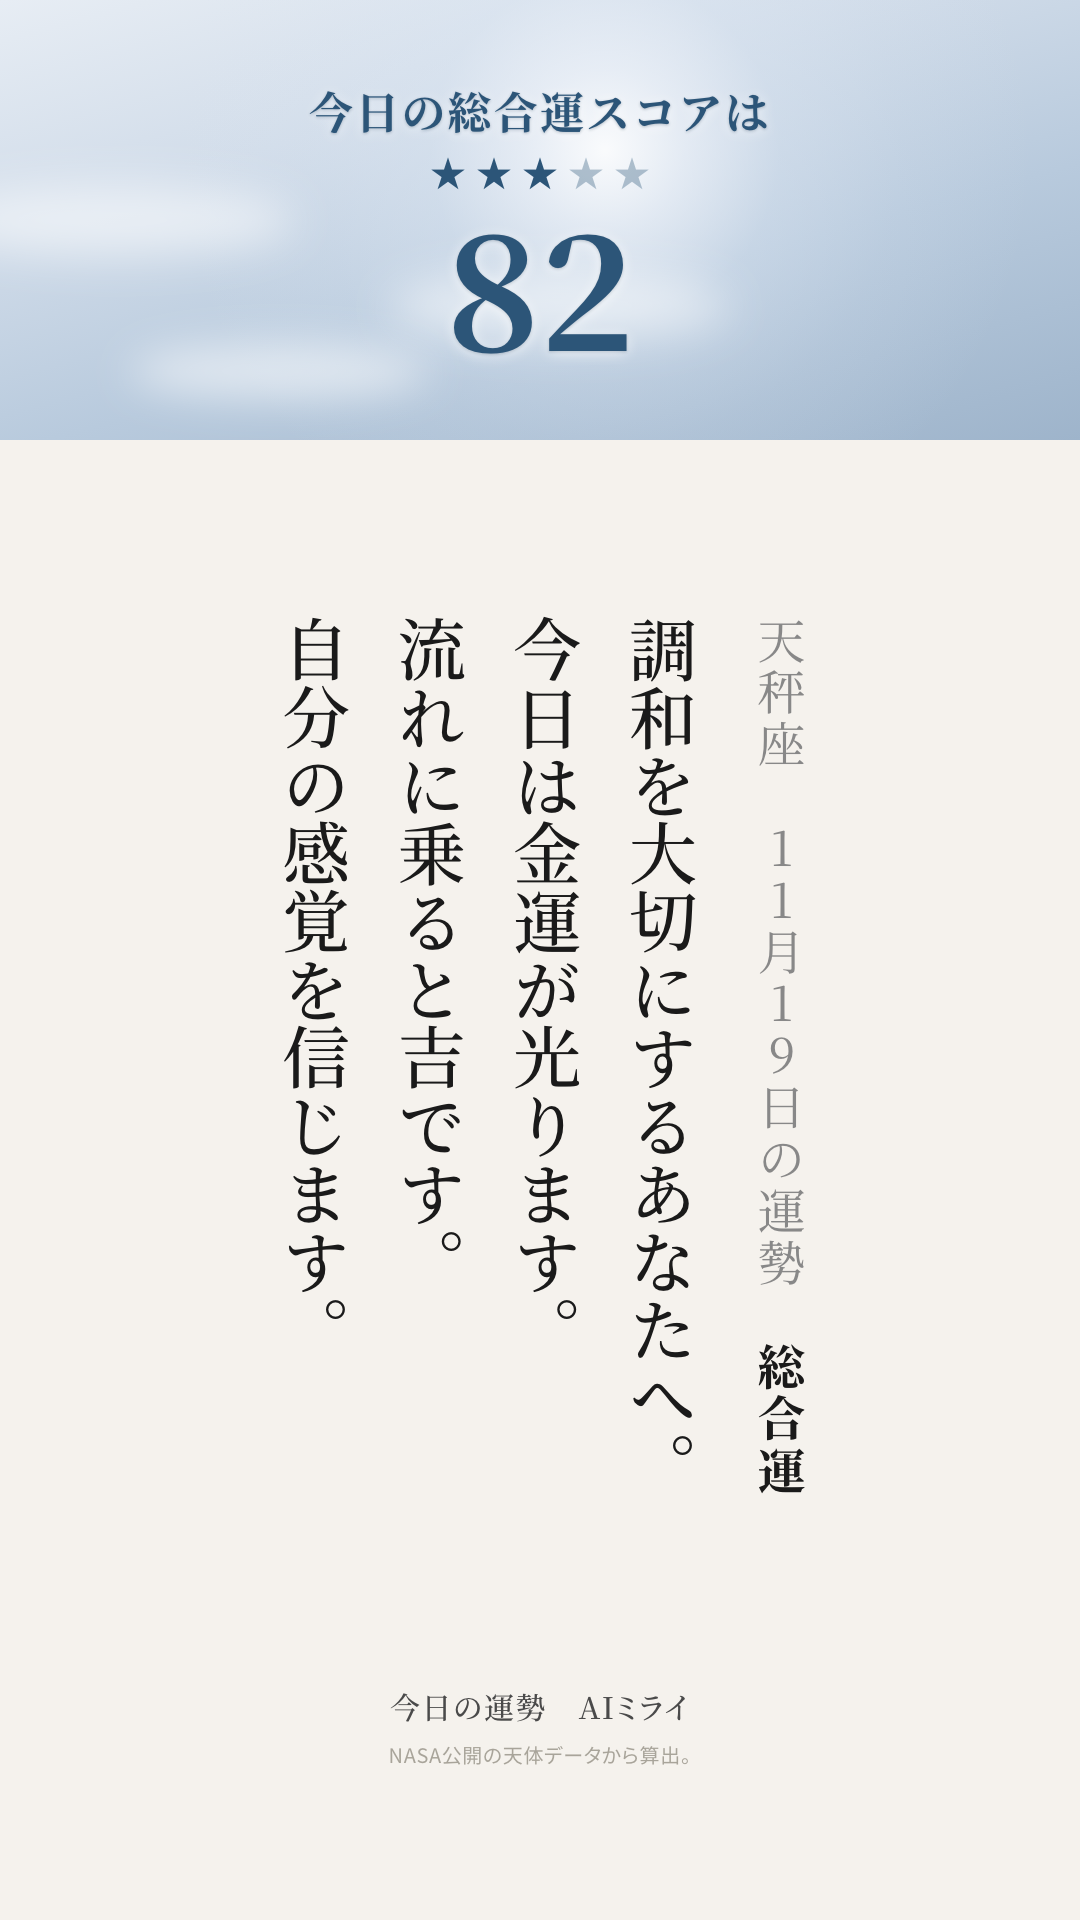 今日の総合運スコアは
★★★★★
82
天秤座　11月19日の運勢　総合運
調和を大切にするあなたへ。
今日は金運が光ります。
流れに乗ると吉です。
自分の感覚を信じます。
今日の運勢　AIミライ
NASA公開の天体データから算出。